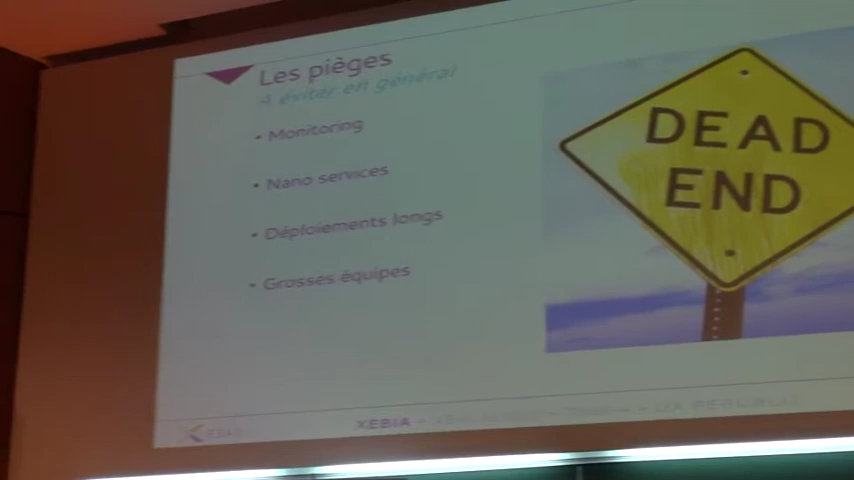 Les pièges
A éviter en général
• Monitoring
• Nano services
• Déploiements longs
• Grosses équipes
DEAD
END
XEBIA